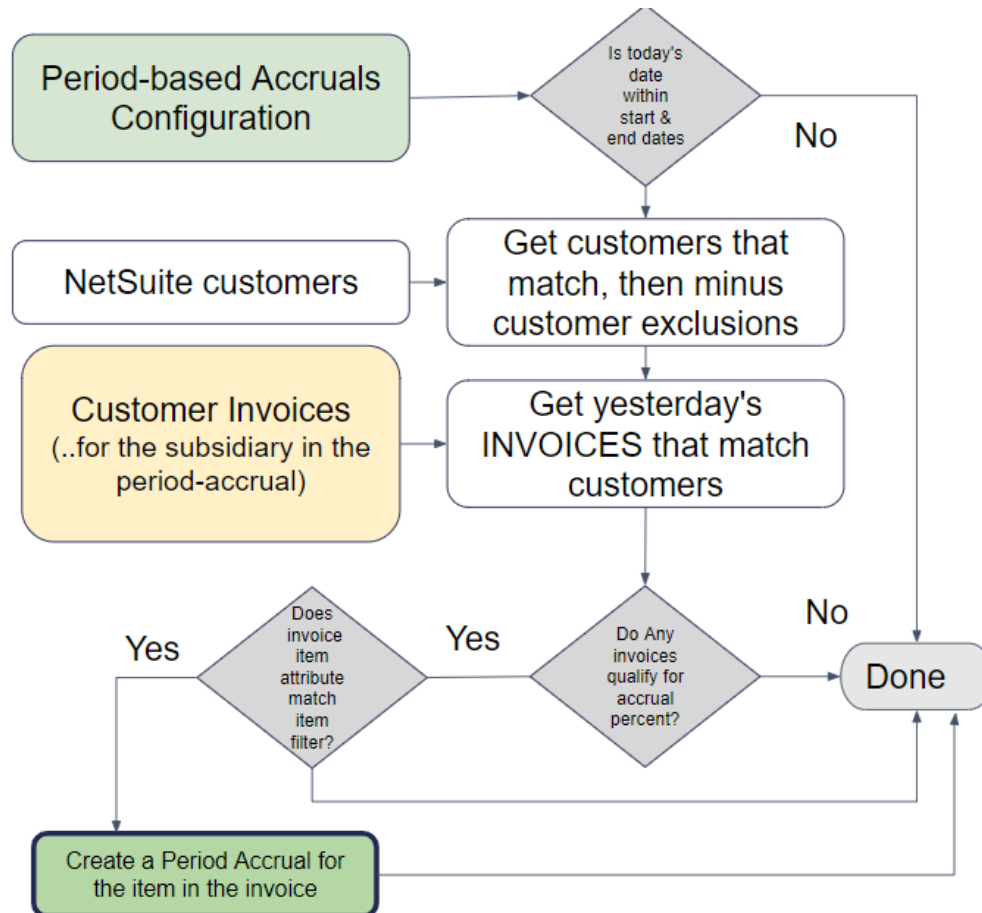 Period-based Accruals
Configuration
Is today's
date
within
start &
end dates
No
NetSuite customers
Get customers that
match, then minus
customer exclusions
Customer Invoices
(..for the subsidiary in the
period-accrual)
Get yesterday's
INVOICES that match
customers
Yes
Does
invoice
item
attribute
match
item
filter?
Yes
Do Any
invoices
qualify for
accrual
percent?
No
Done
Create a Period Accrual for
the item in the invoice